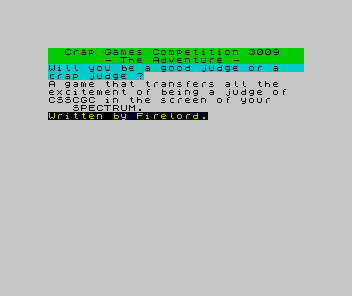 Crap Games Competition 3009
- The Adventure -
Will you be a good judge or a
crap judge ?
A game that transfers all the
excitement of being a judge of
CSSCGC in the screen of your
SPECTRUM.
Written by Firelord.